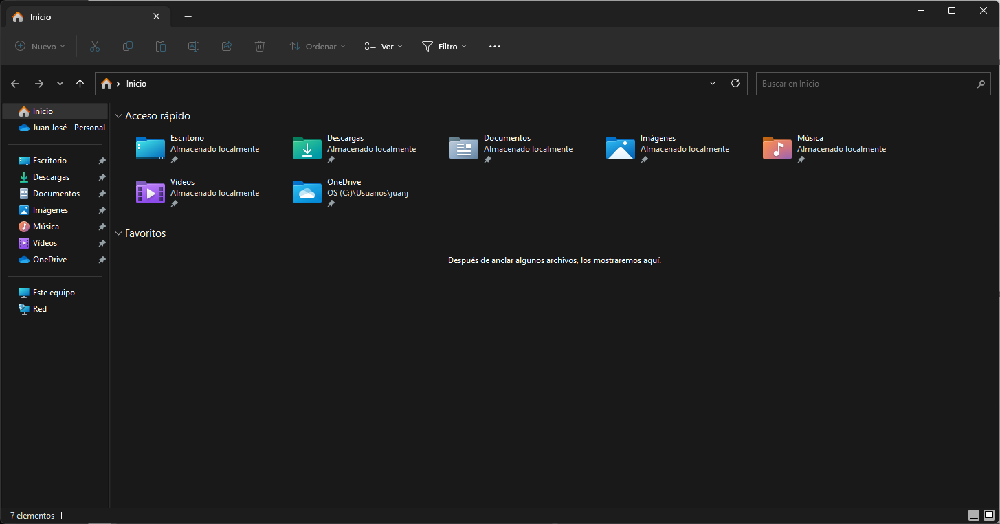 Inicio
Nuevo
Ordenar
Ver
Filtro
Inicio
Buscar en Inicio
Inicio
Juan José - Personal
Escritorio
Descargas
Documentos
Imágenes
Música
Vídeos
OneDrive
Este equipo
Red
Acceso rápido
Escritorio
Almacenado localmente
Descargas
Almacenado localmente
Documentos
Almacenado localmente
Imágenes
Almacenado localmente
Música
Almacenado localmente
Vídeos
Almacenado localmente
OneDrive
OS (C:)\Usuarios\juanj
Favoritos
Después de anclar algunos archivos, los mostraremos aquí.
7 elementos